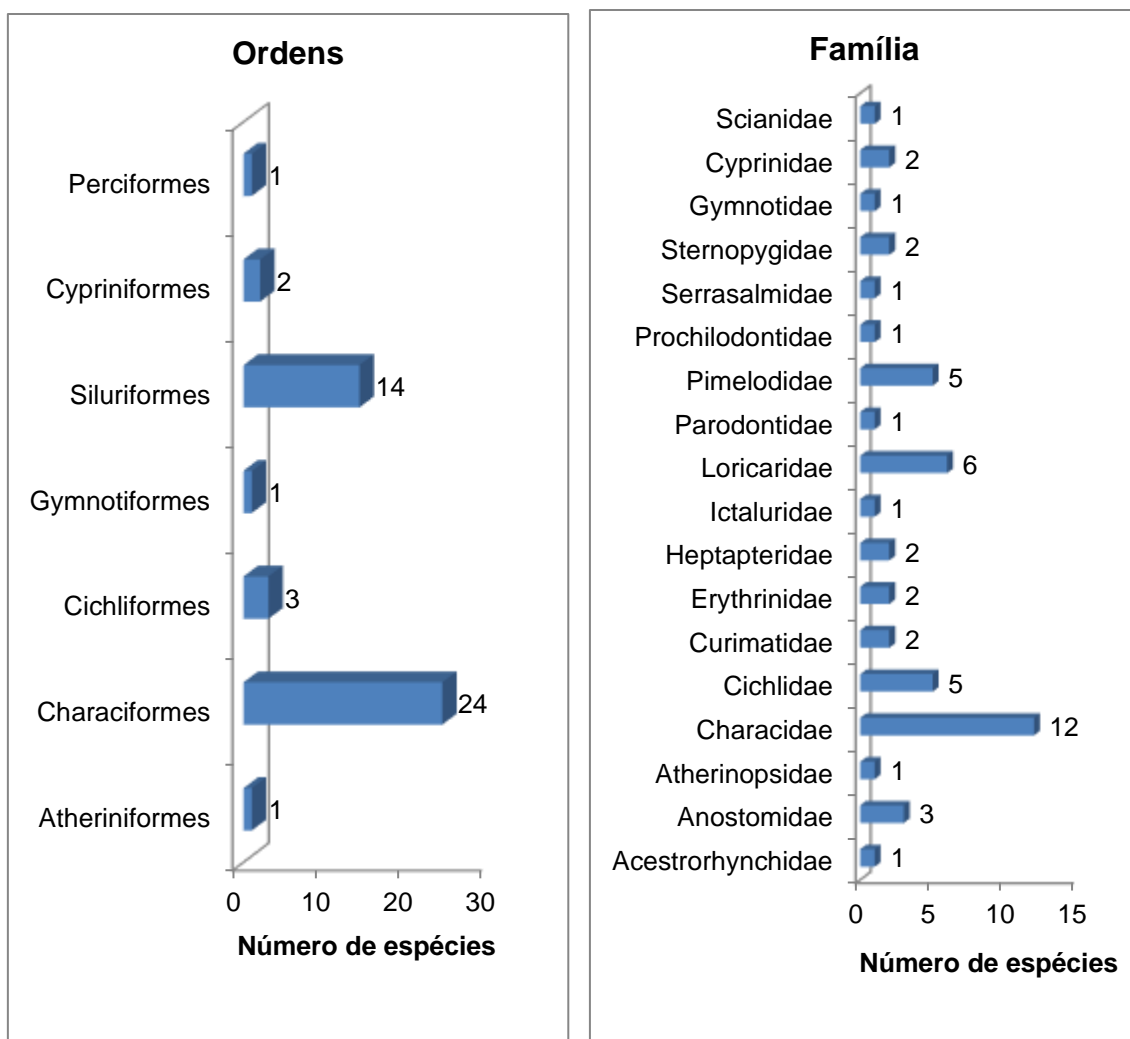 Ordens
Perciformes 1
Cypriniformes 2
Siluriformes 14
Gymnotiformes 1
Cichliformes 3
Characiformes 24
Atheriniformes 1
0 10 20 30
Número de espécies
Família
Scianidae 1
Cyprinidae 2
Gymnotidae 1
Sternopygidae 2
Serrasalmidae 1
Prochilodontidae 1
Pimelodidae 5
Parodontidae 1
Loricaridae 6
Ictaluridae 1
Heptapteridae 2
Erythrinidae 2
Curimatidae 2
Cichlidae 5
Characidae 12
Atherinopsidae 1
Anostomidae 3
Acestrorhynchidae 1
0 5 10 15
Número de espécies